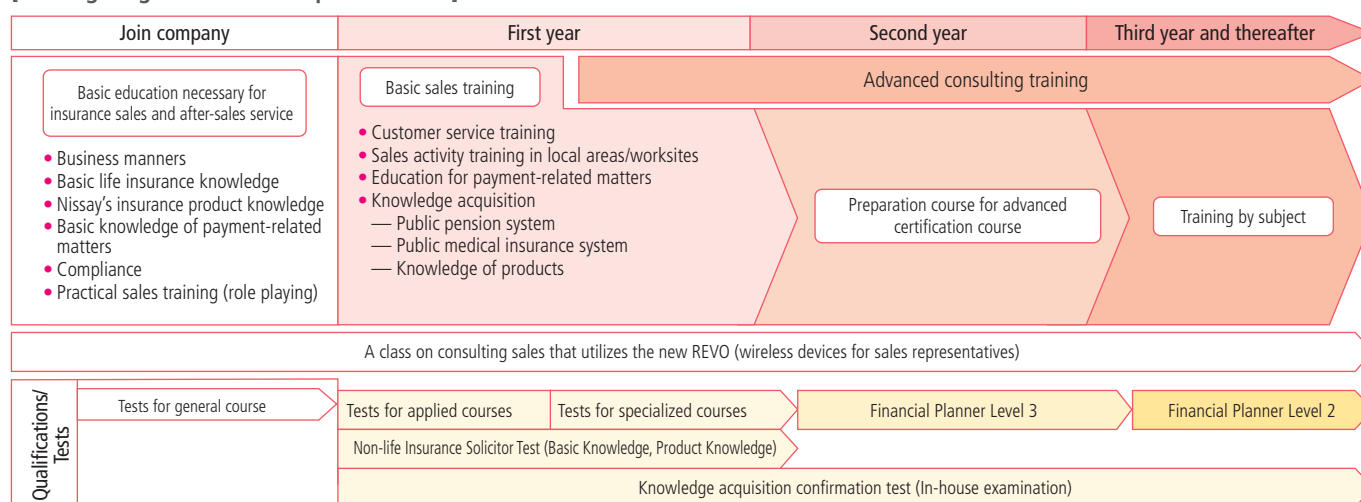 Join company
First year
Second year
Third year and thereafter
Basic education necessary for
insurance sales and after-sales service
• Business manners
• Basic life insurance knowledge
• Nissay's insurance product knowledge
• Basic knowledge of payment-related
matters
• Compliance
• Practical sales training (role playing)
Basic sales training
Advanced consulting training
• Customer service training
• Sales activity training in local areas/worksites
• Education for payment-related matters
• Knowledge acquisition
— Public pension system
— Public medical insurance system
— Knowledge of products
Preparation course for advanced
certification course
Training by subject
A class on consulting sales that utilizes the new REVO (wireless devices for sales representatives)
Qualifications/
Tests
Tests for general course
Tests for applied courses
Tests for specialized courses
Financial Planner Level 3
Financial Planner Level 2
Non-life Insurance Solicitor Test (Basic Knowledge, Product Knowledge)
Knowledge acquisition confirmation test (In-house examination)